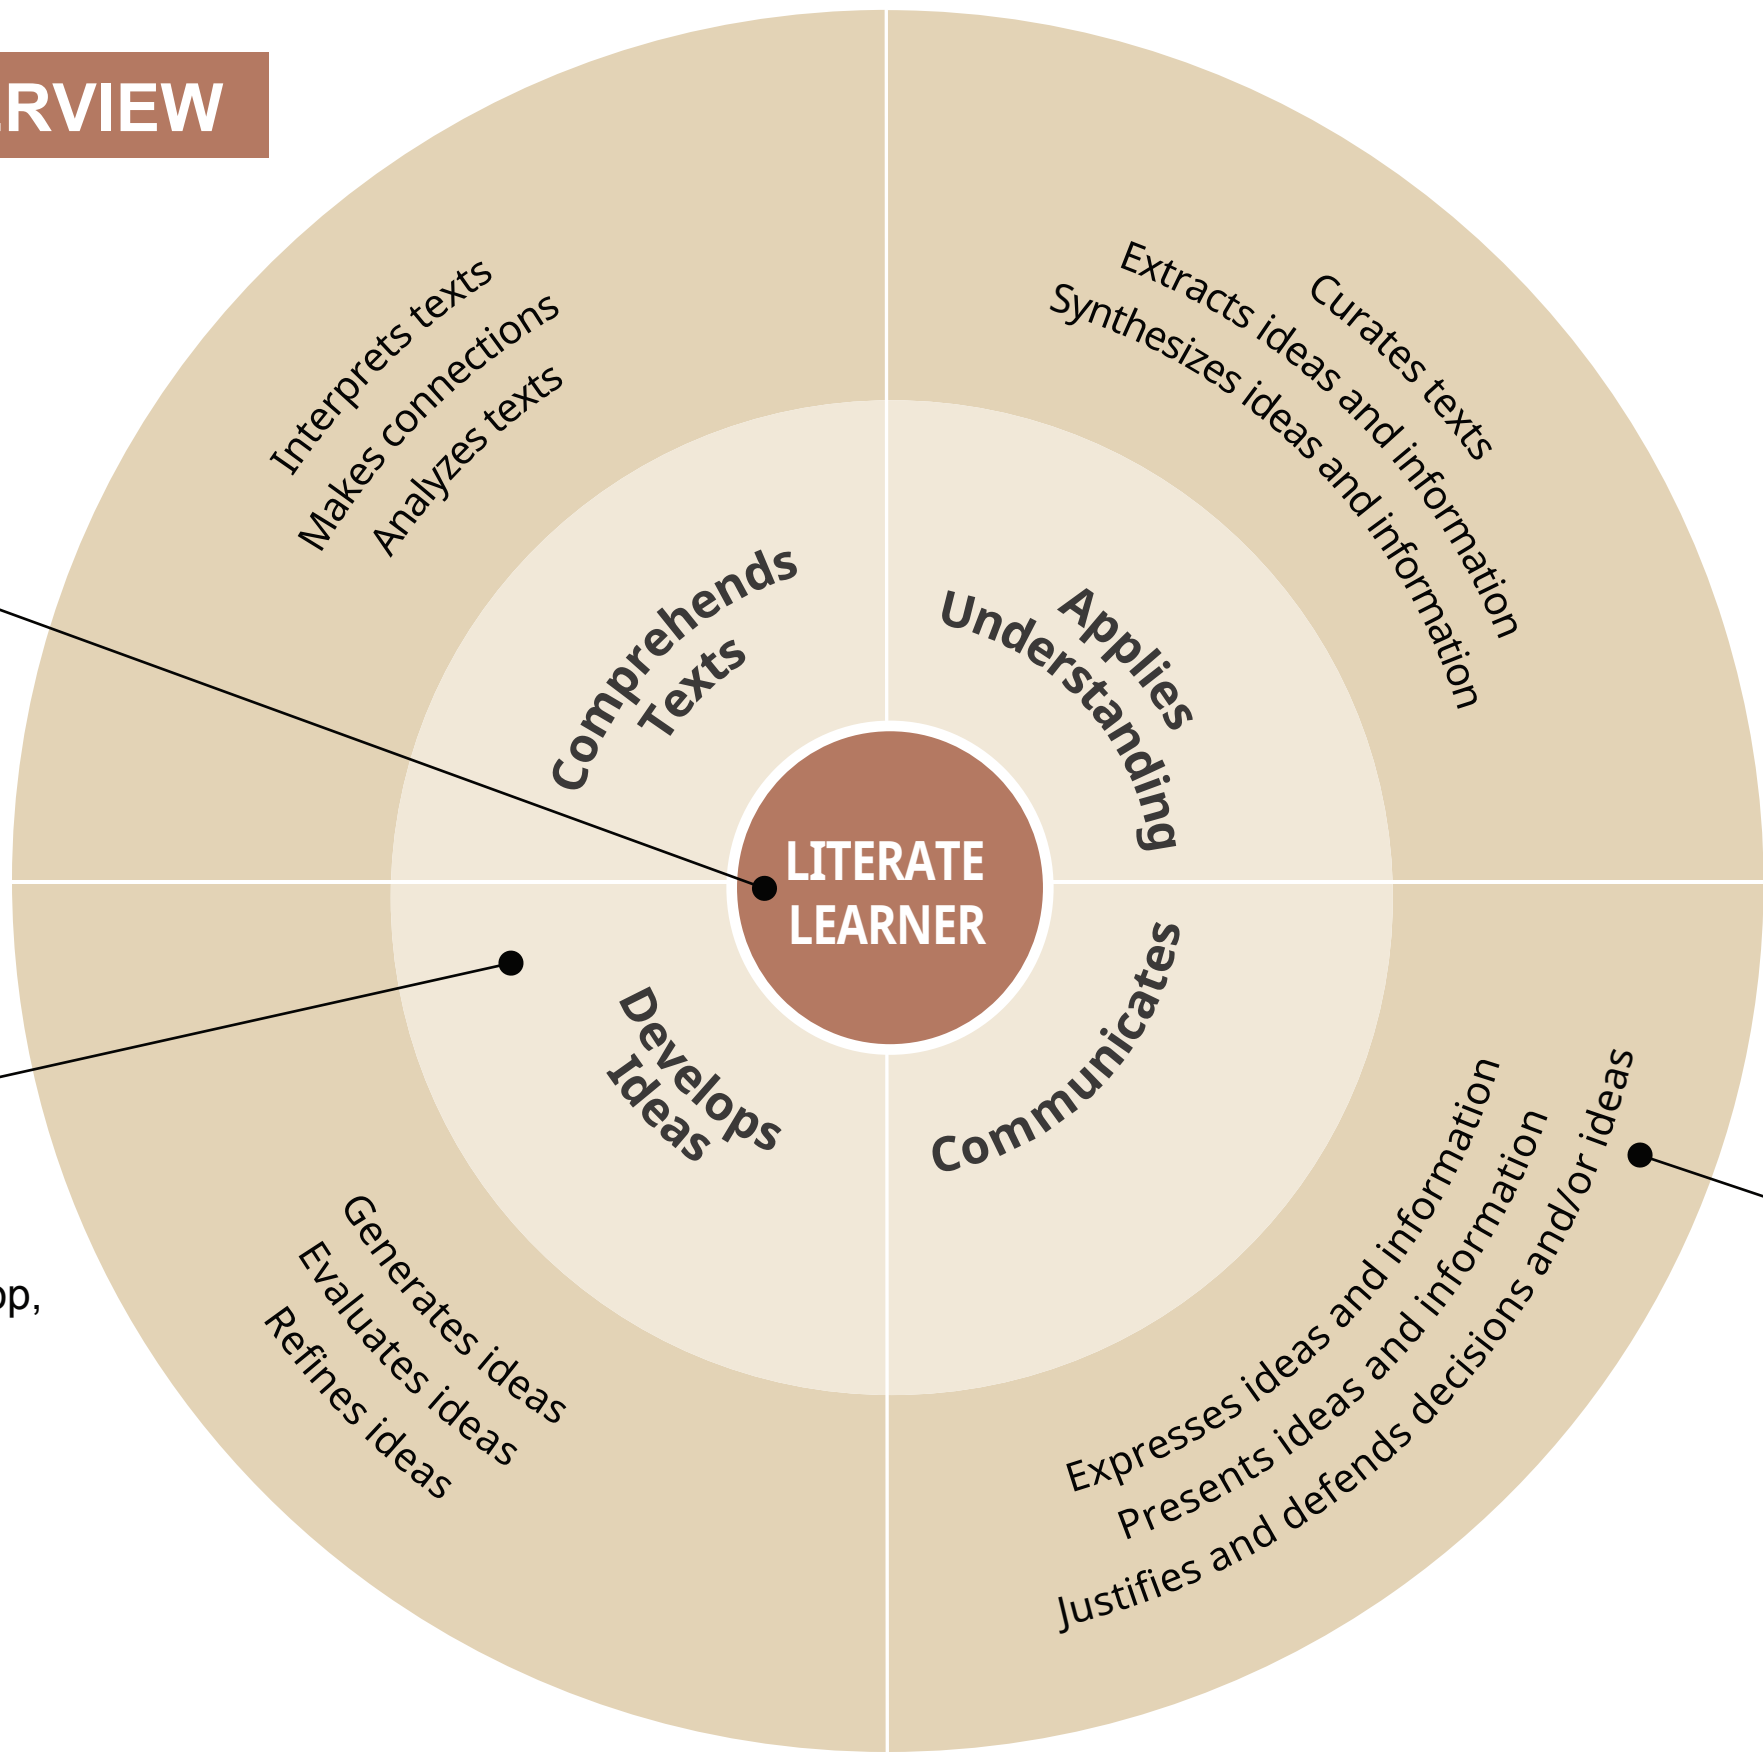 ERVIEW
Interprets texts
Makes connections
Analyzes texts
Curates texts
Extracts ideas and information
Synthesizes ideas and information
Comprehends
Texts
Applies
Understanding
LITERATE
LEARNER
Develops
Ideas
Communicates
Generates ideas
Evaluates ideas
Refines ideas
Expresses ideas and information
Presents ideas and information
Justifies and defends decisions and/or ideas
op,